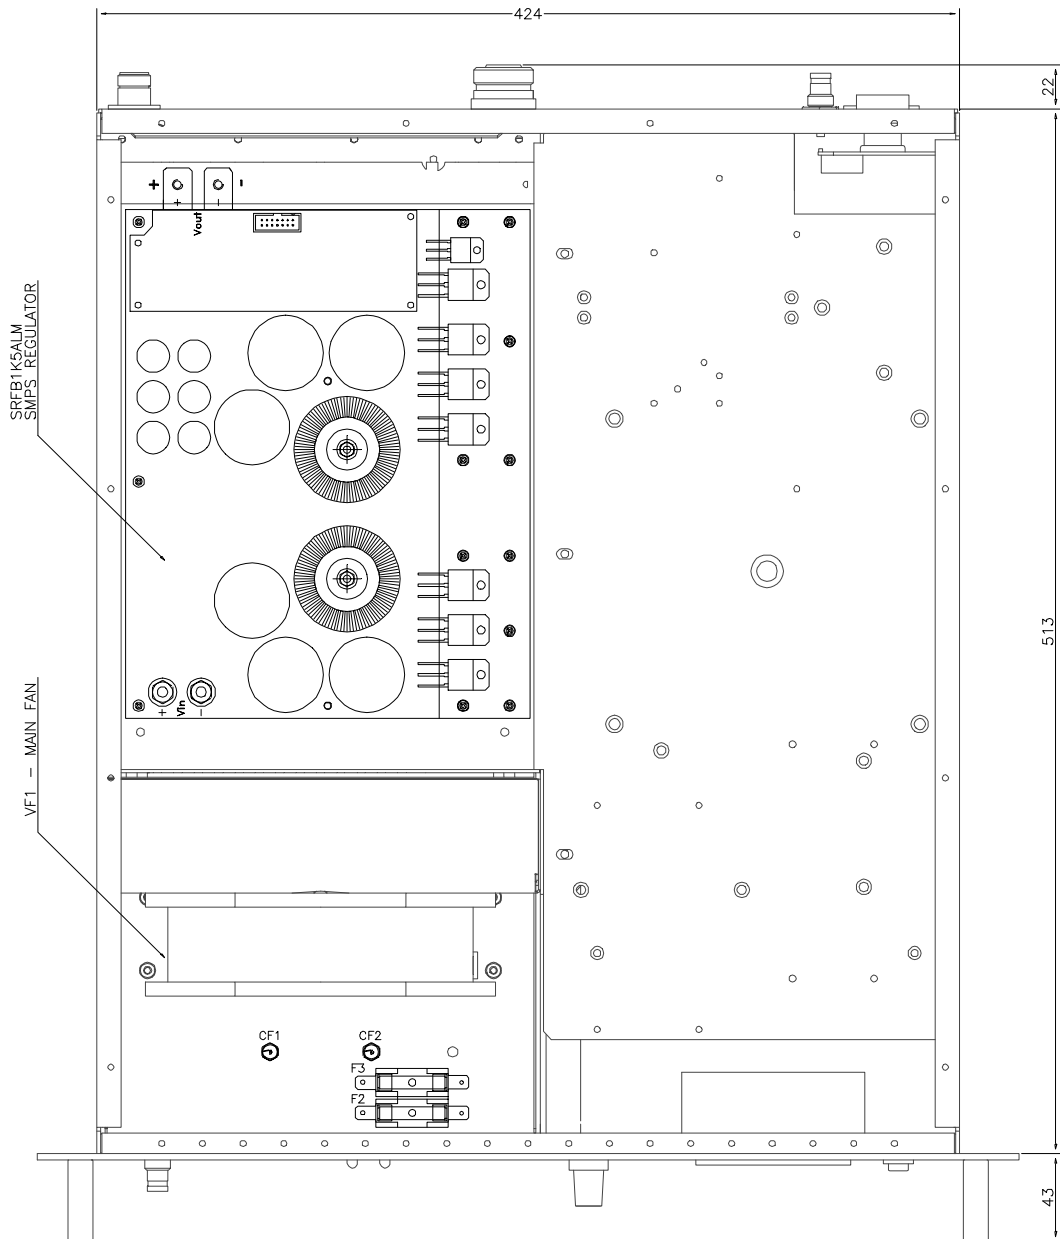 424
22
+
-
+
-
Vout
SRFB1K5ALM
SMPS REGULATOR
513
+
Vin
-
VF1 - MAIN FAN
CF1
CF2
F3
F2
43